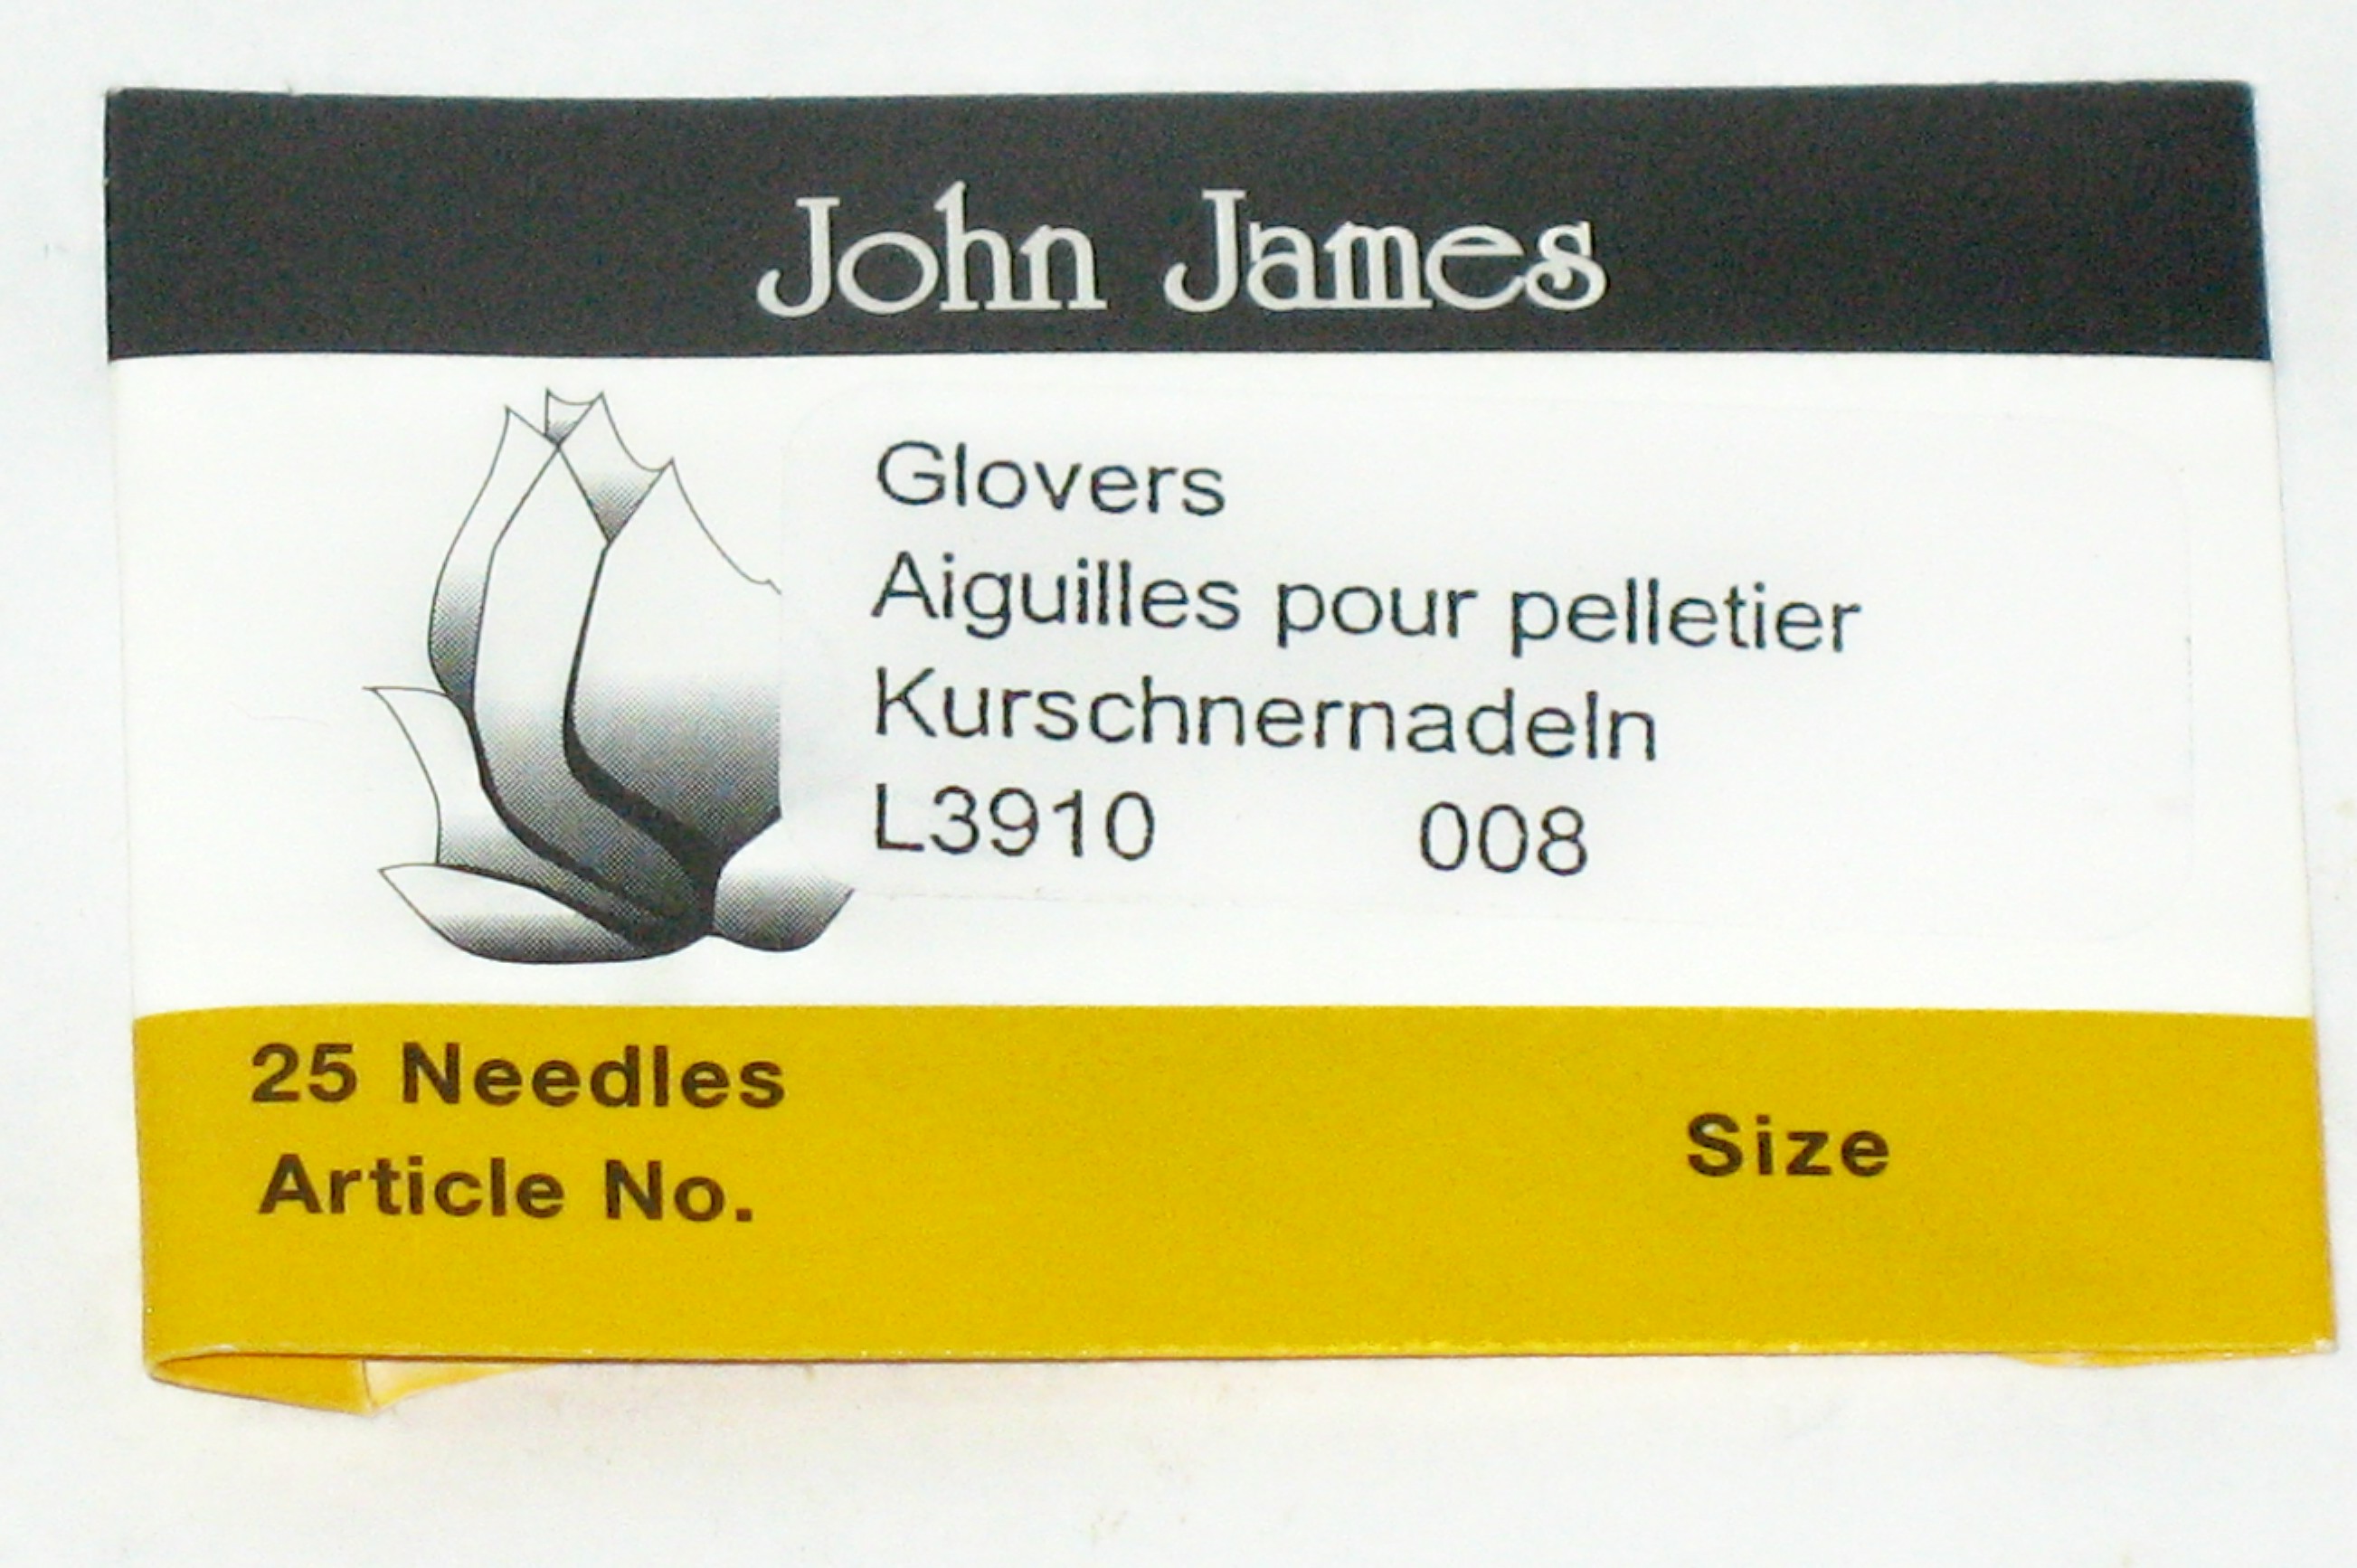 John James
Glovers
Aiguilles pour pelletier
Kurschnernadeln
L3910 008
25 Needles
Article No.
Size